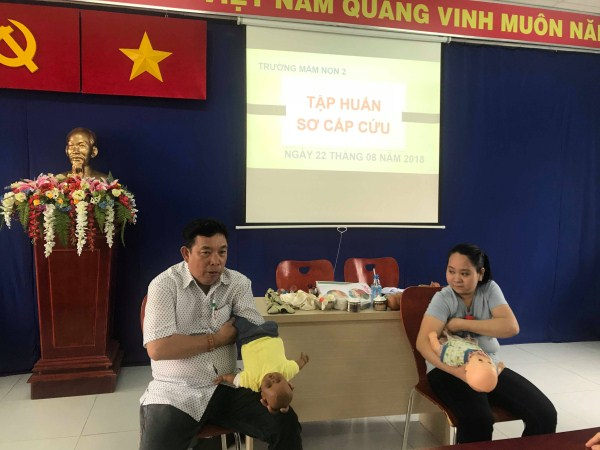 VIỆT NAM QUANG VINH MUÔN NĂM
TRƯỜNG MẦM NON 2
TẬP HUẤN
SƠ CẤP CỨU
NGÀY 22 THÁNG 08 NĂM 2018